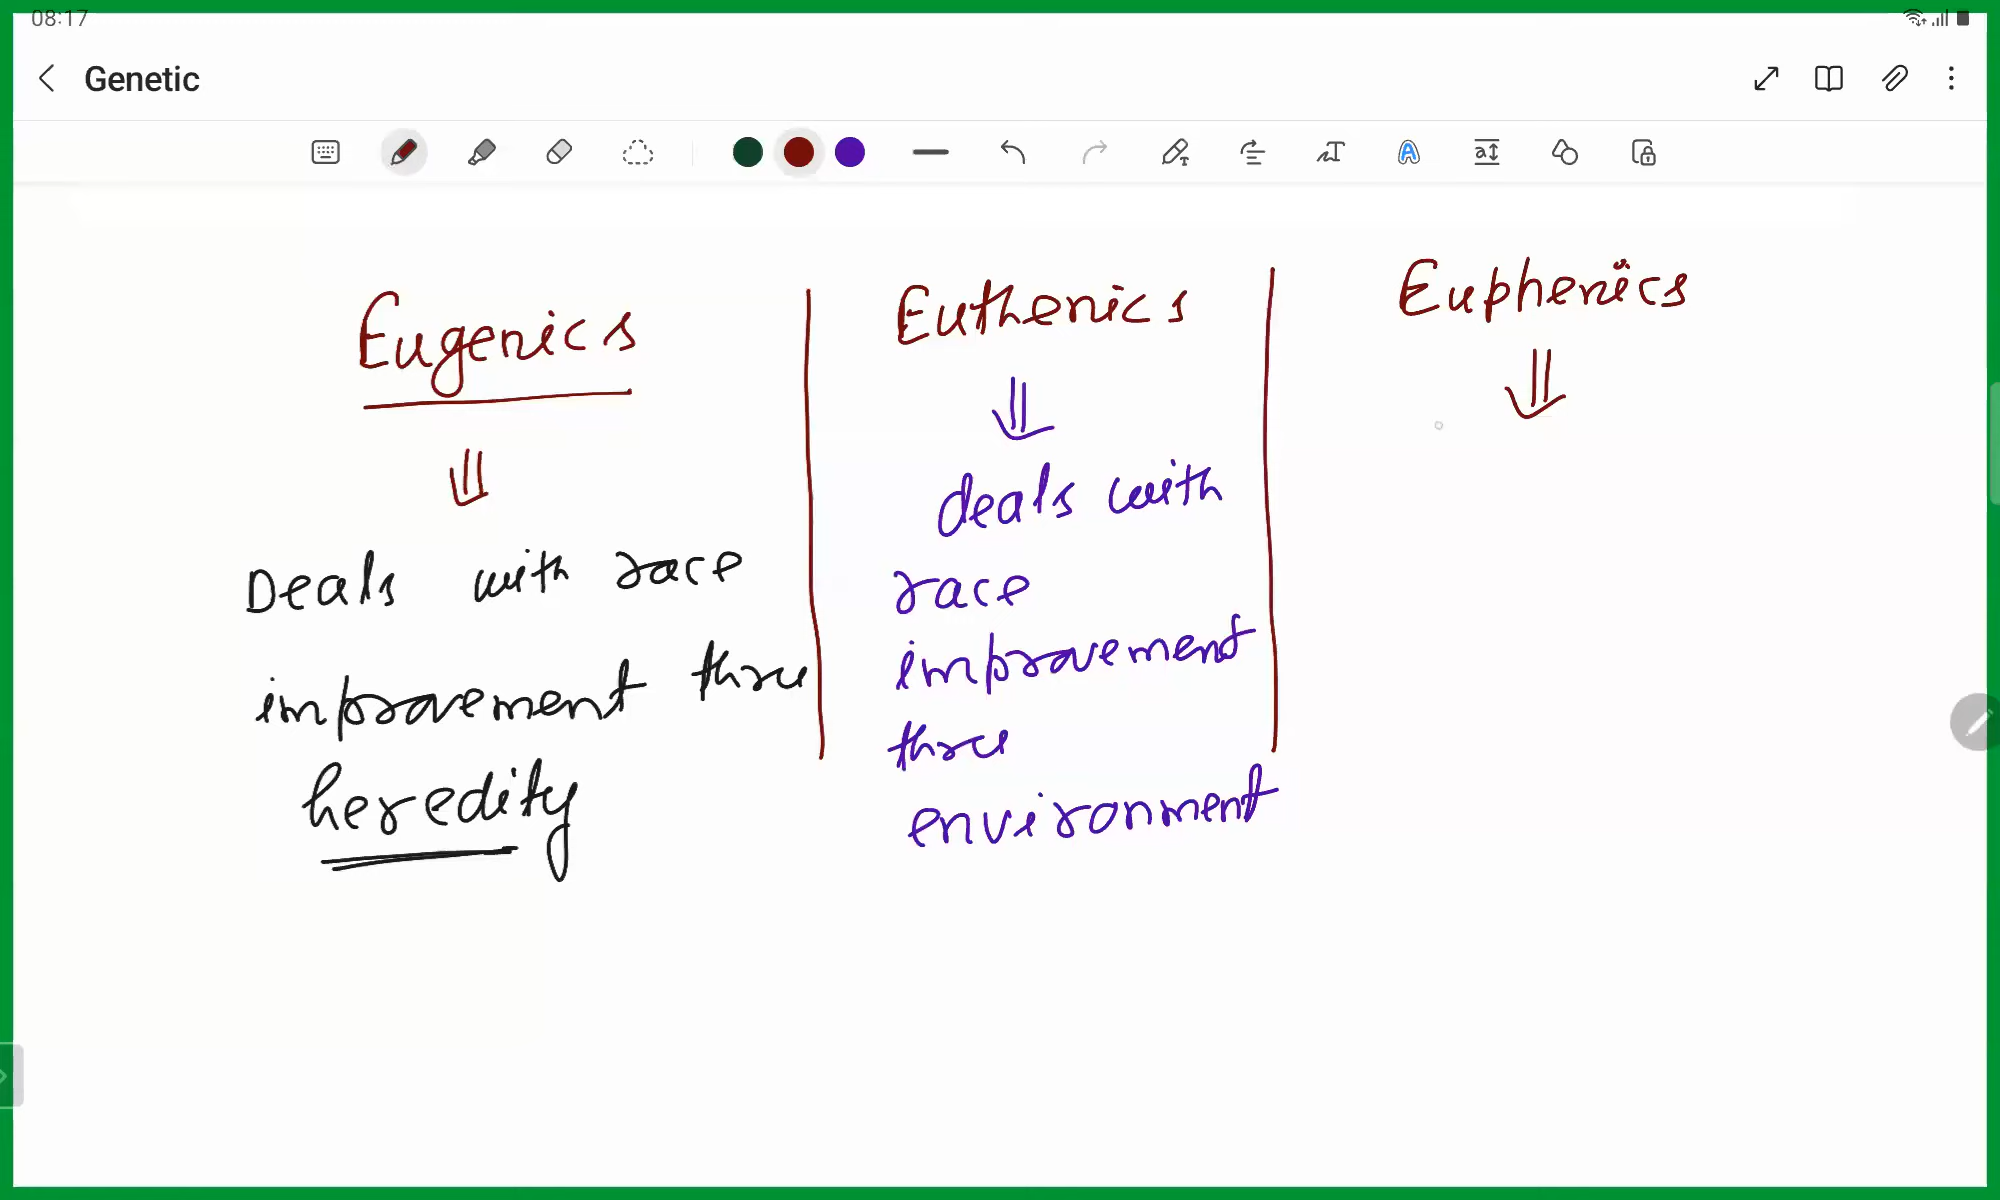 08:17
Genetic
Eugenics
Deals with race
improvement thru
heredity
Euthenics
deals with
race
improvement
thru
environment
Euphenics